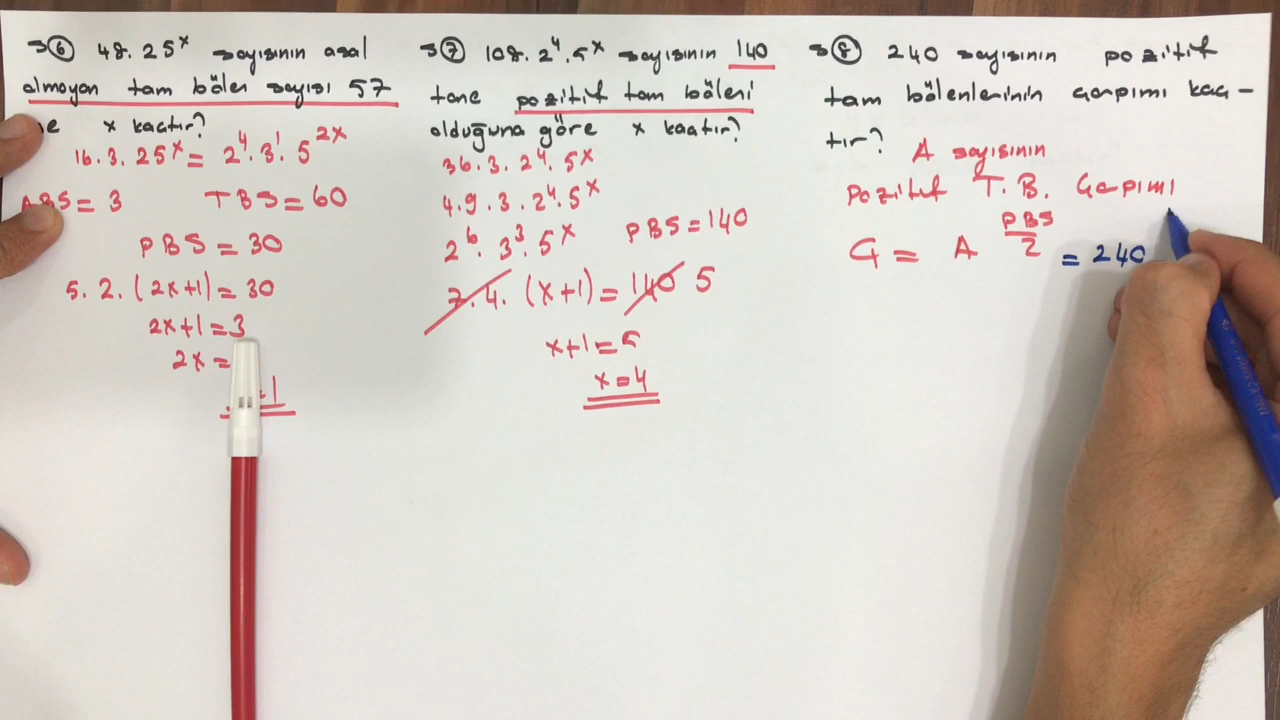 S6 48.25^x sayısının asal
olmayan tam bölen sayısı 57
x kaçtır?
16.3.25^x = 2^4.3^1.5^2x
ABS = 3 TBS = 60
PBS = 30
5.2.(2x+1) = 30
2x+1 = 3
2x =
S7 108.2^4.5^x sayısının 140
tane pozitif tam böleni
olduğuna göre x kaçtır?
36.3.2^4.5^x
4.9.3.2^4.5^x
2^6.3^3.5^x PBS = 140
7.4.(x+1) = 140 5
x+1 = 5
x = 4
S8 240 sayısının pozitif
tam bölenlerinin çarpımı kaç-
tır?
A sayısının
Pozitif T.B. Çarpımı
Ç = A^PBS/2 = 240